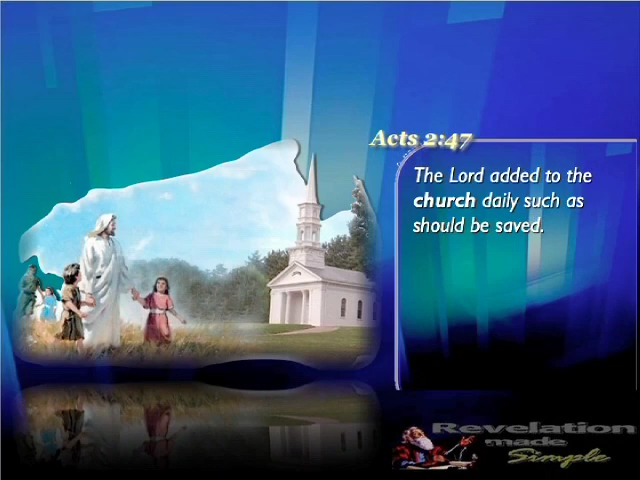 Acts 2:47
The Lord added to the
church daily such as
should be saved.
Revelation
made
Simple